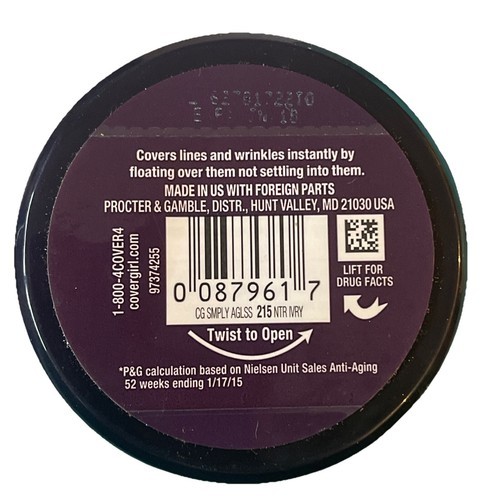 Covers lines and wrinkles instantly by
floating over them not settling into them.
MADE IN US WITH FOREIGN PARTS
PROCTER & GAMBLE, DISTR., HUNT VALLEY, MD 21030 USA
1-800-4COVER4
covergirl.com
97374255
LIFT FOR
DRUG FACTS
0 087961 7
CG SMPLY AGLSS 215 NTR IVRY
Twist to Open
*P&G calculation based on Nielsen Unit Sales Anti-Aging
52 weeks ending 1/17/15